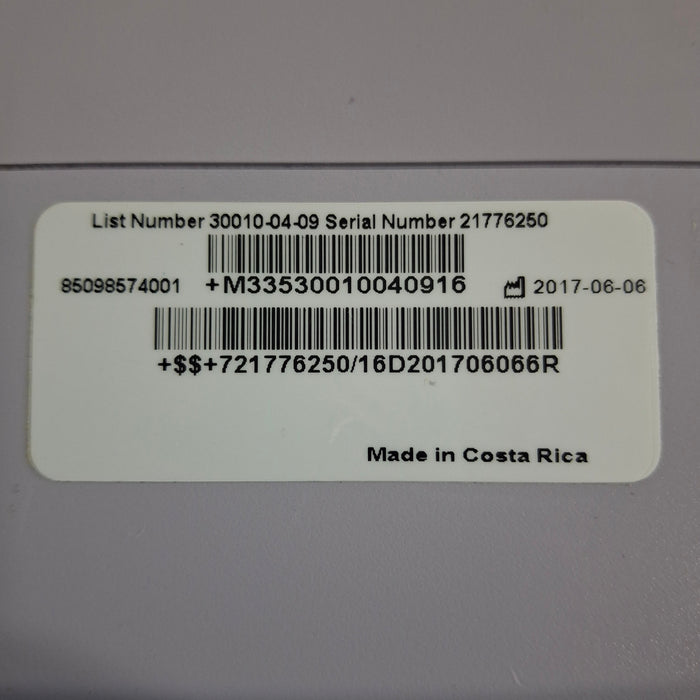 List Number 30010-04-09 Serial Number 21776250
85098574001 +M33530010040916 2017-06-06
+$$+721776250/16D201706066R
Made in Costa Rica